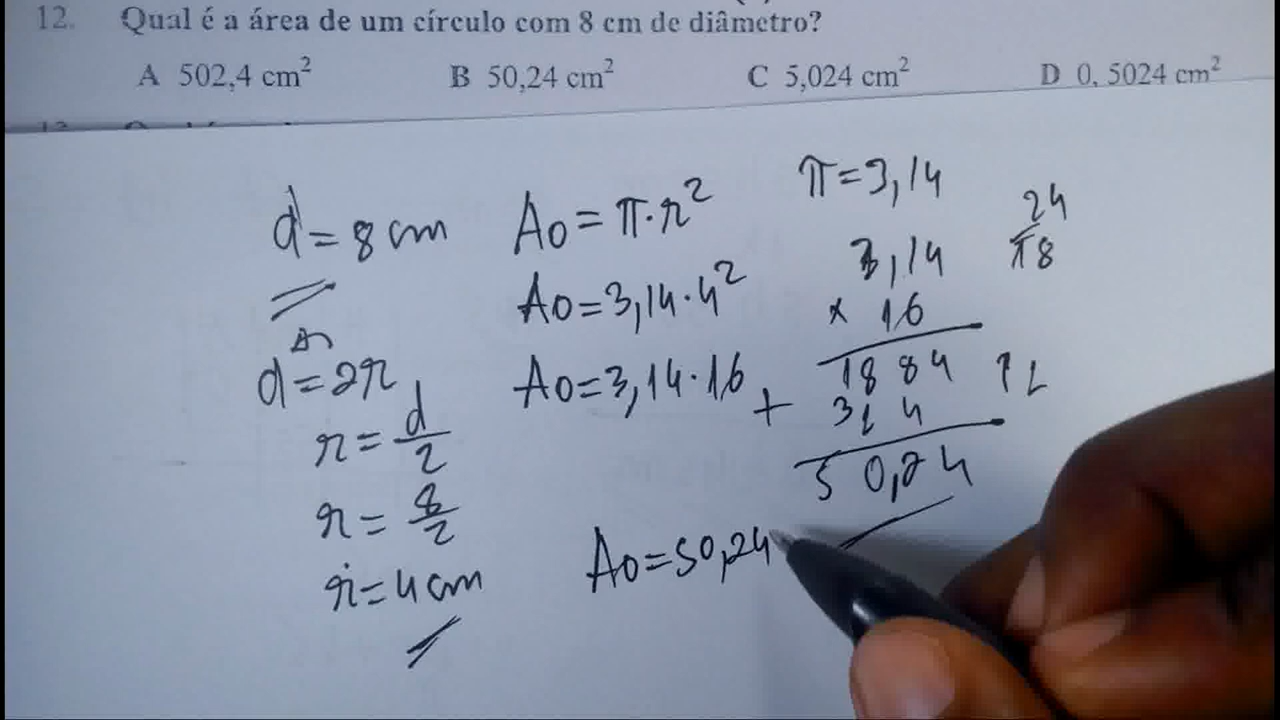 12. Qual é a área de um círculo com 8 cm de diâmetro?
A 502,4 cm² B 50,24 cm² C 5,024 cm² D 0, 5024 cm²
d = 8 cm
d = 2r
r = d/2
r = 8/2
r = 4 cm
Ao = π·r²
Ao = 3,14·4²
Ao = 3,14·16
π = 3,14
3,14
× 16
1884
+ 314
50,24
24
18
12
Ao = 50,24